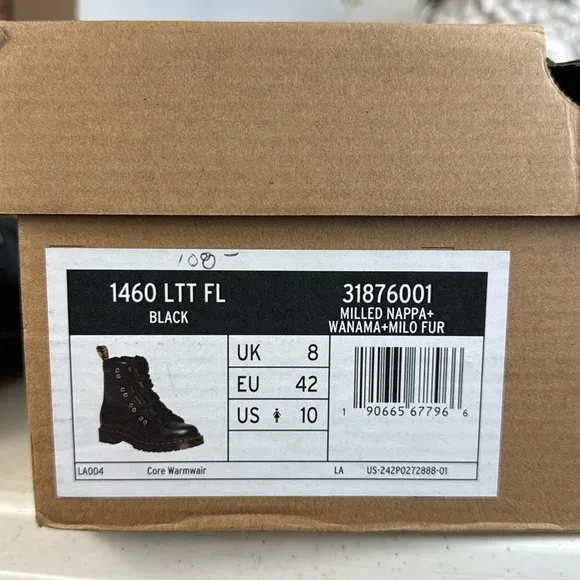 108-
1460 LTT FL
BLACK
31876001
MILLED NAPPA+
WANAMA+MILO FUR
UK 8
EU 42
US 10
1 90665 67796 6
LA004 Core Warmwair LA US-242P0272888-01